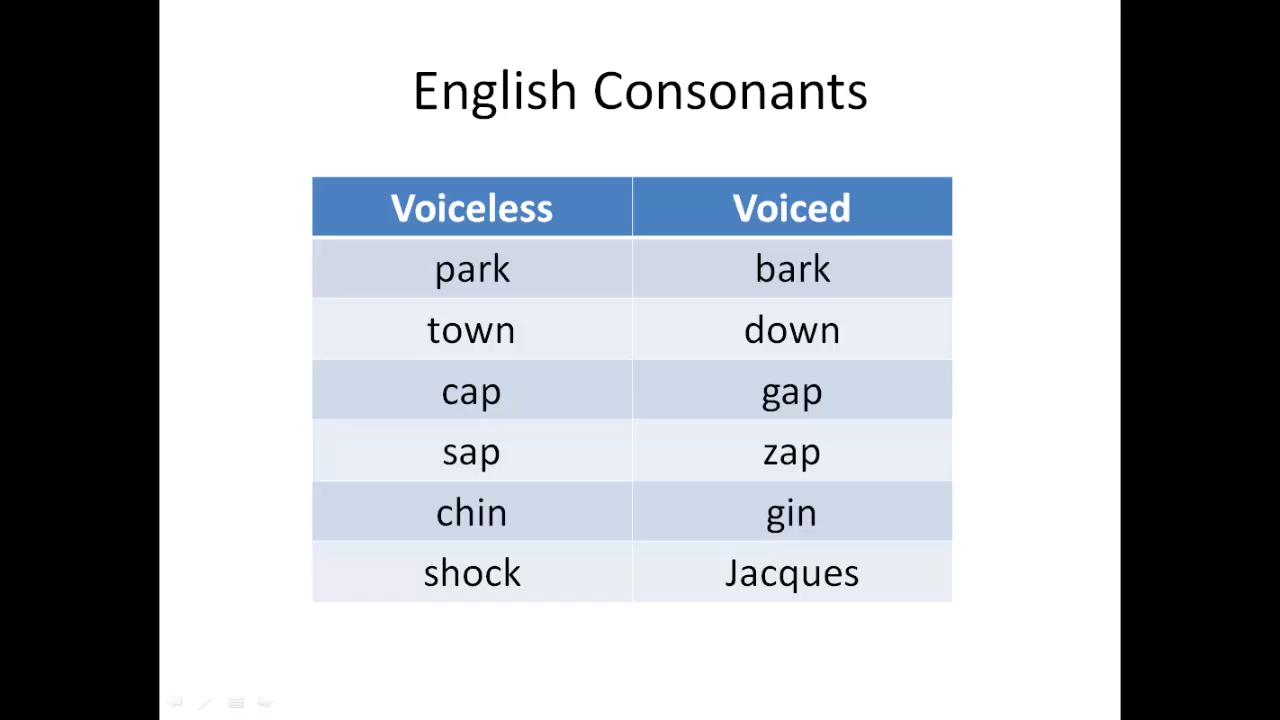 English Consonants
Voiceless Voiced
park bark
town down
cap gap
sap zap
chin gin
shock Jacques